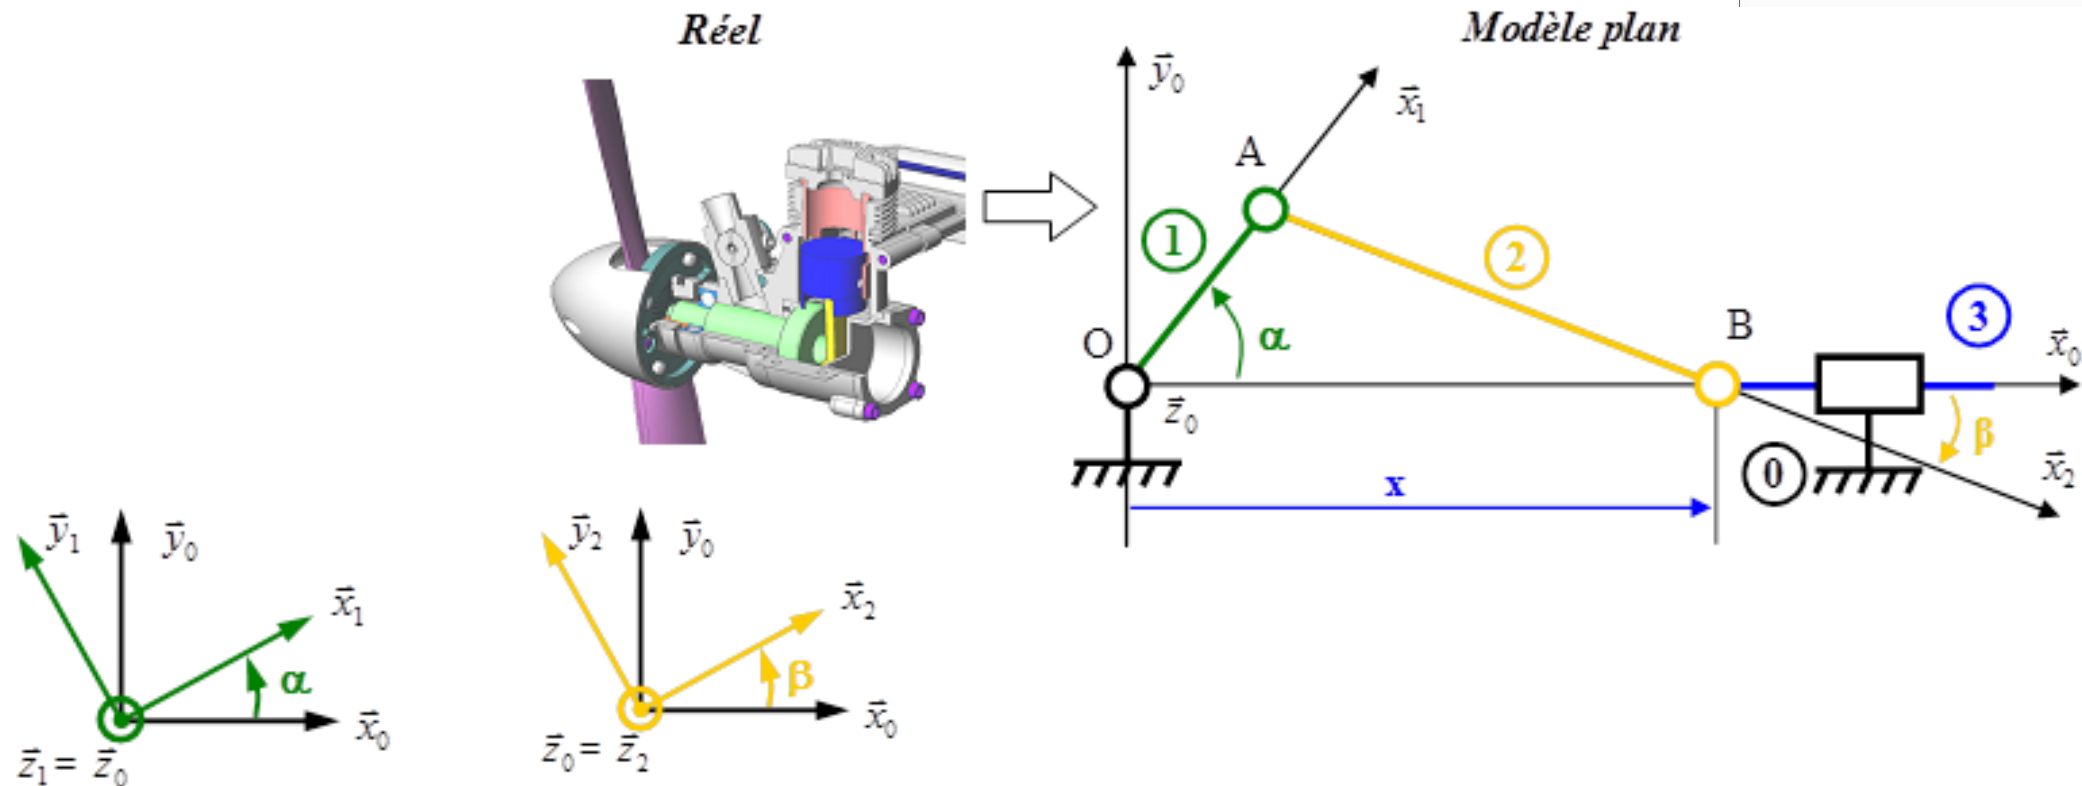 Réel
Modèle plan
y⃗₀
x⃗₁
A
1
2
α
O
z⃗₀
B
3
x⃗₀
β
0
x⃗₂
x
y⃗₁
y⃗₀
x⃗₁
α
x⃗₀
z⃗₁ = z⃗₀
y⃗₂
y⃗₀
x⃗₂
β
x⃗₀
z⃗₀ = z⃗₂